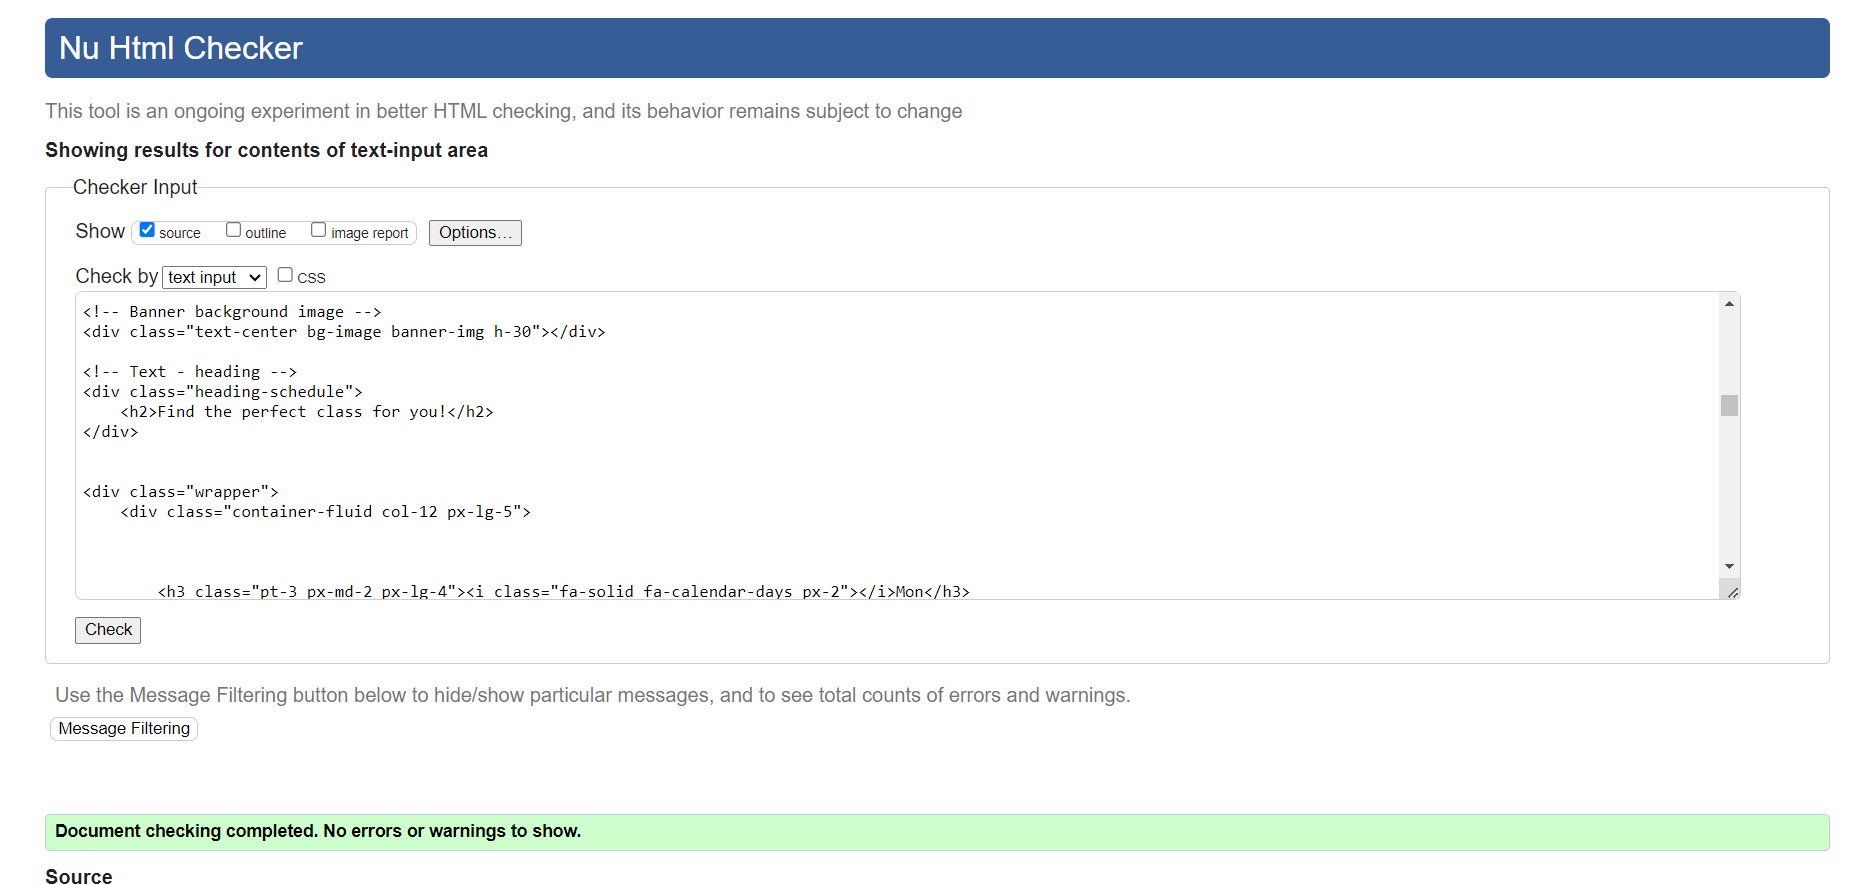 Nu Html Checker
This tool is an ongoing experiment in better HTML checking, and its behavior remains subject to change
Showing results for contents of text-input area
Checker Input
Show source outline image report Options...
Check by text input CSS
<!-- Banner background image -->
<div class="text-center bg-image banner-img h-30"></div>
<!-- Text - heading -->
<div class="heading-schedule">
<h2>Find the perfect class for you!</h2>
</div>
<div class="wrapper">
<div class="container-fluid col-12 px-lg-5">
<h3 class="pt-3 px-md-2 px-lg-4"><i class="fa-solid fa-calendar-days px-2"></i>Mon</h3>
Check
Use the Message Filtering button below to hide/show particular messages, and to see total counts of errors and warnings.
Message Filtering
Document checking completed. No errors or warnings to show.
Source